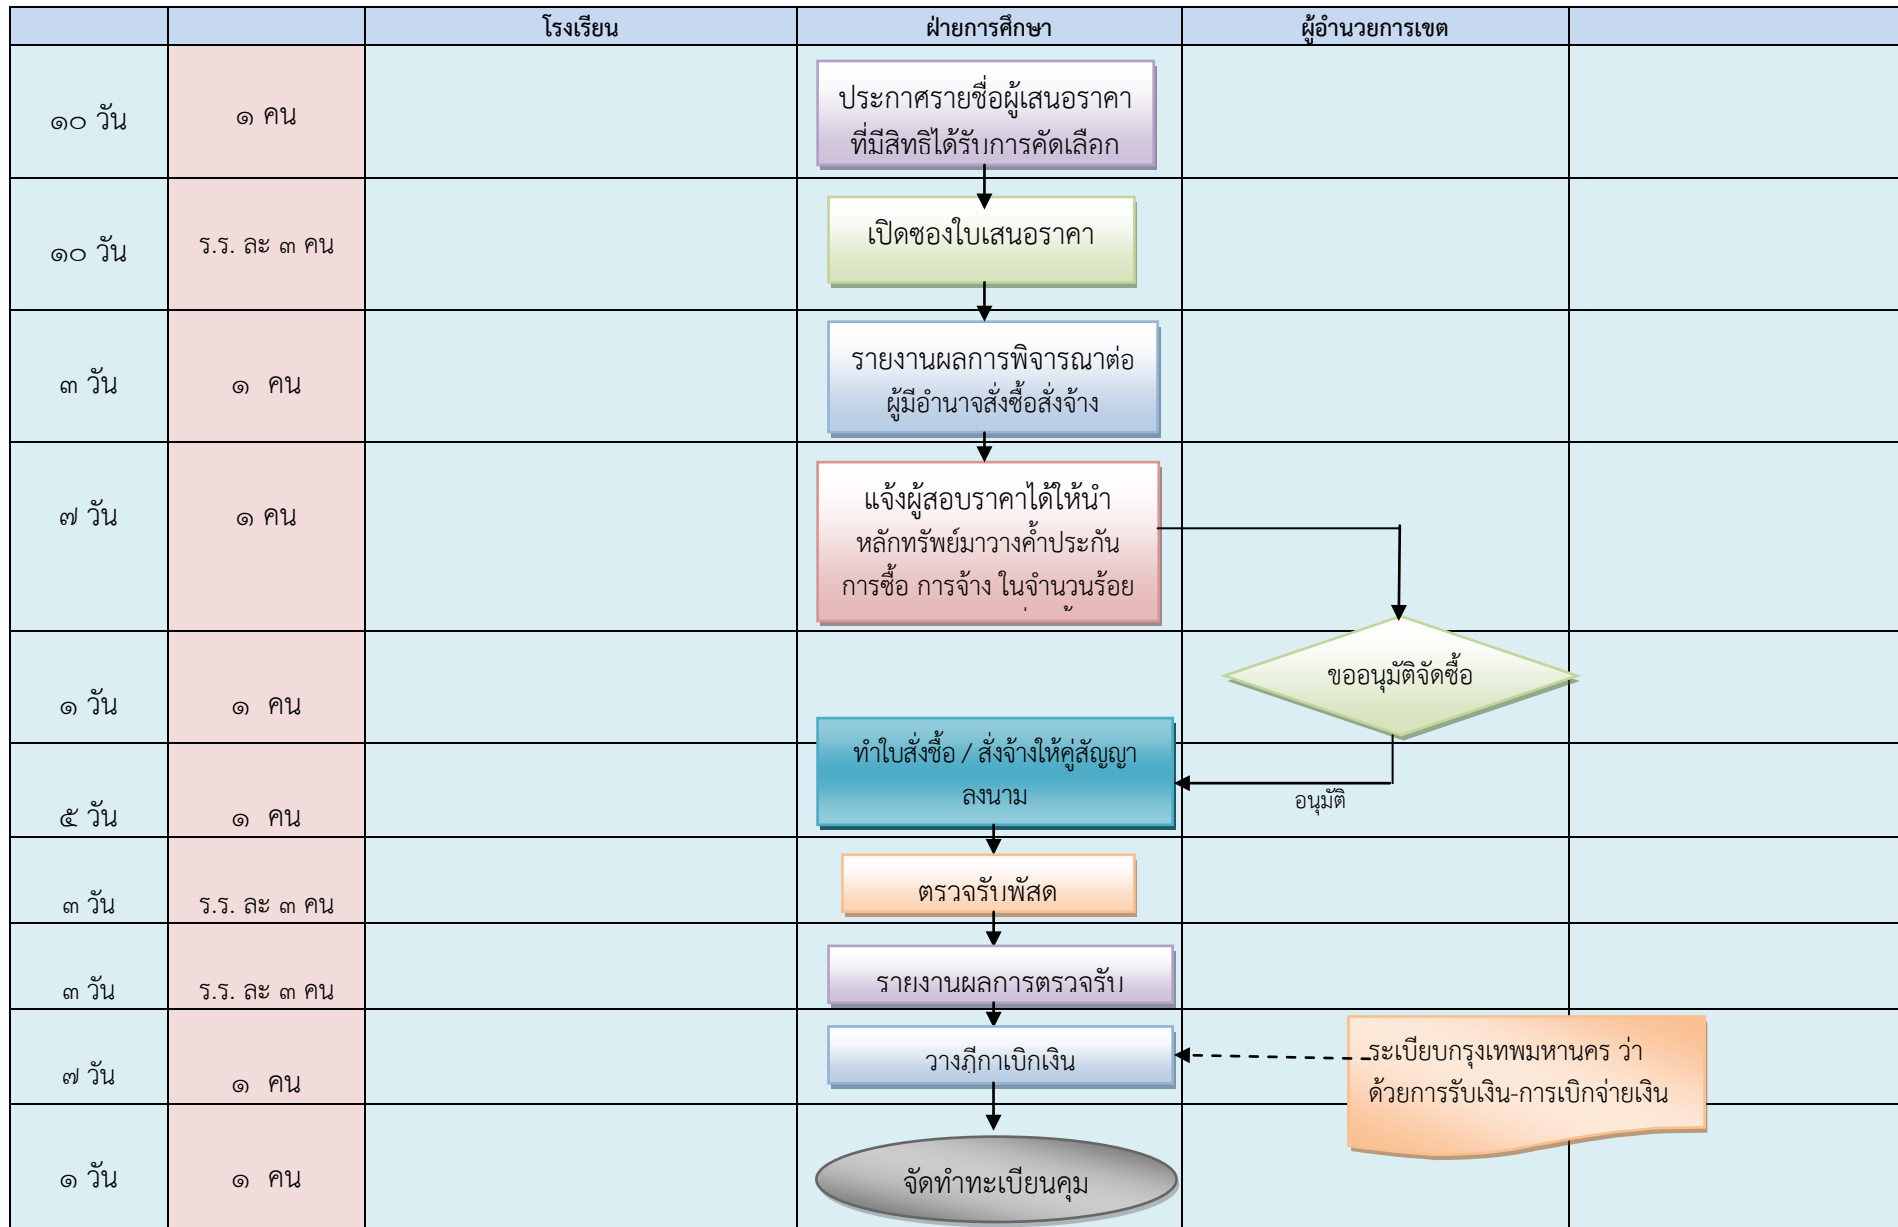 โรงเรียน ฝ่ายการศึกษา ผู้อำนวยการเขต
๑๐ วัน ๑ คน
ประกาศรายชื่อผู้เสนอราคา
ที่มีสิทธิได้รับการคัดเลือก
๑๐ วัน ร.ร. ละ ๓ คน
เปิดซองใบเสนอราคา
๓ วัน ๑ คน
รายงานผลการพิจารณาต่อ
ผู้มีอำนาจสั่งซื้อสั่งจ้าง
๗ วัน ๑ คน
แจ้งผู้สอบราคาได้ให้นำ
หลักทรัพย์มาวางค้ำประกัน
การซื้อ การจ้าง ในจำนวนร้อย
๑ วัน ๑ คน
ขออนุมัติจัดซื้อ
๕ วัน ๑ คน
ทำใบสั่งซื้อ / สั่งจ้างให้คู่สัญญา
ลงนาม
อนุมัติ
๓ วัน ร.ร. ละ ๓ คน
ตรวจรับพัสดุ
๓ วัน ร.ร. ละ ๓ คน
รายงานผลการตรวจรับ
๗ วัน ๑ คน
วางฎีกาเบิกเงิน
ระเบียบกรุงเทพมหานคร ว่า
ด้วยการรับเงิน-การเบิกจ่ายเงิน
๑ วัน ๑ คน
จัดทำทะเบียนคุม